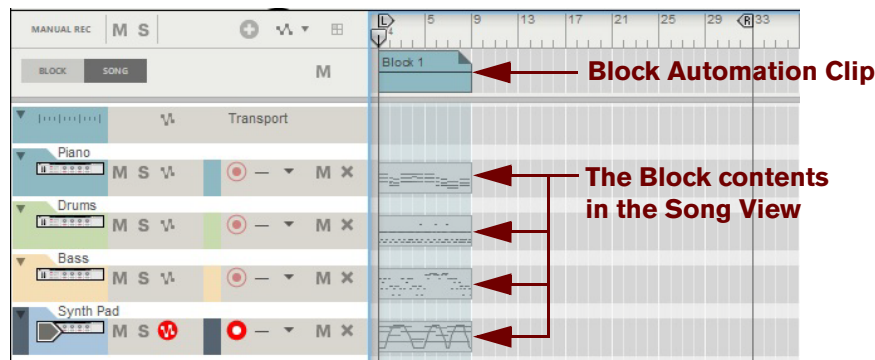 MANUAL REC M S
L 5 9 13 17 21 25 29 R 33
4
BLOCK SONG M
Block 1
Block Automation Clip
Transport
Piano
M S M
The Block contents
in the Song View
Drums
M S M
Bass
M S M
Synth Pad
M S M